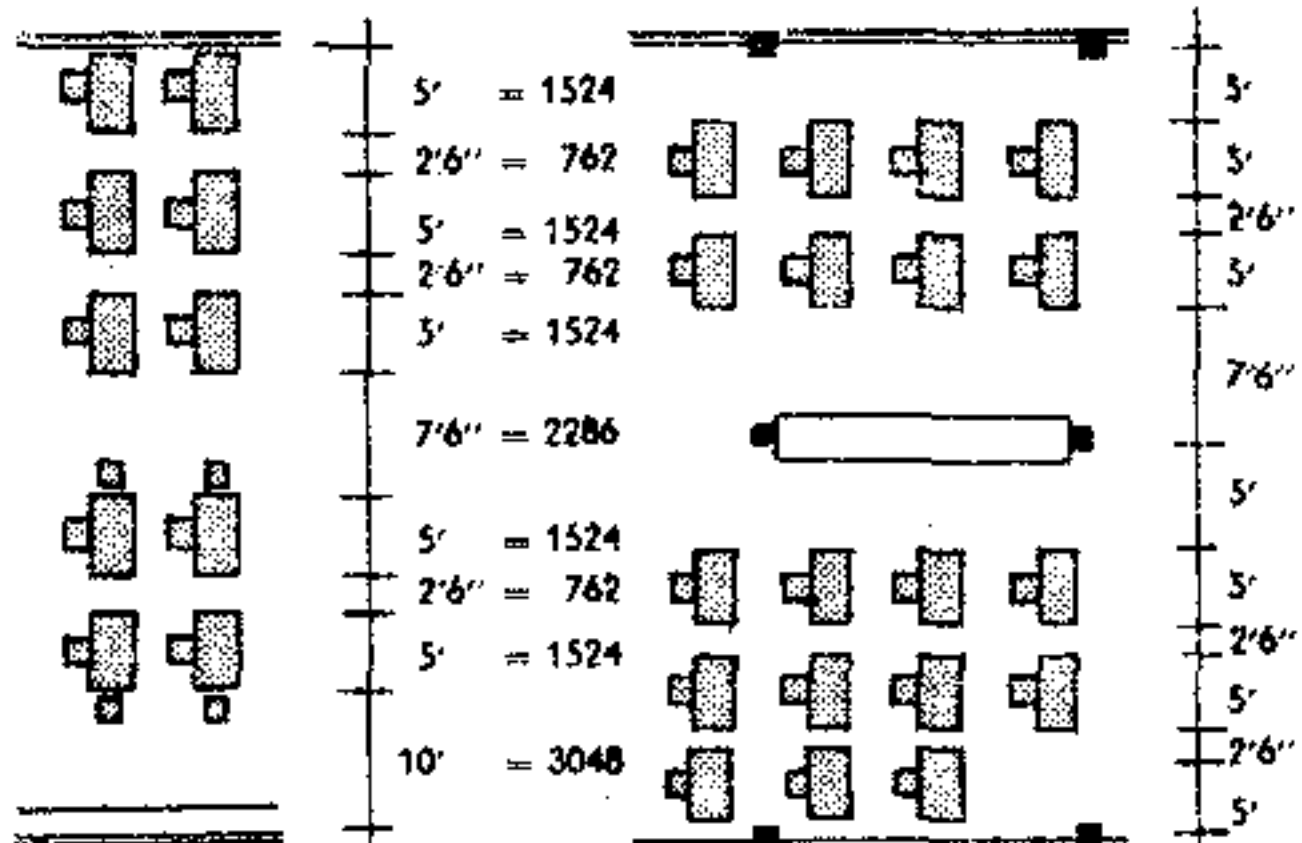 5' = 1524
2'6'' = 762
5' = 1524
2'6'' = 762
5' = 1524
7'6'' = 2286
5' = 1524
2'6'' = 762
5' = 1524
10' = 3048
5'
5'
2'6''
5'
7'6''
5'
5'
2'6''
5'
2'6''
5'